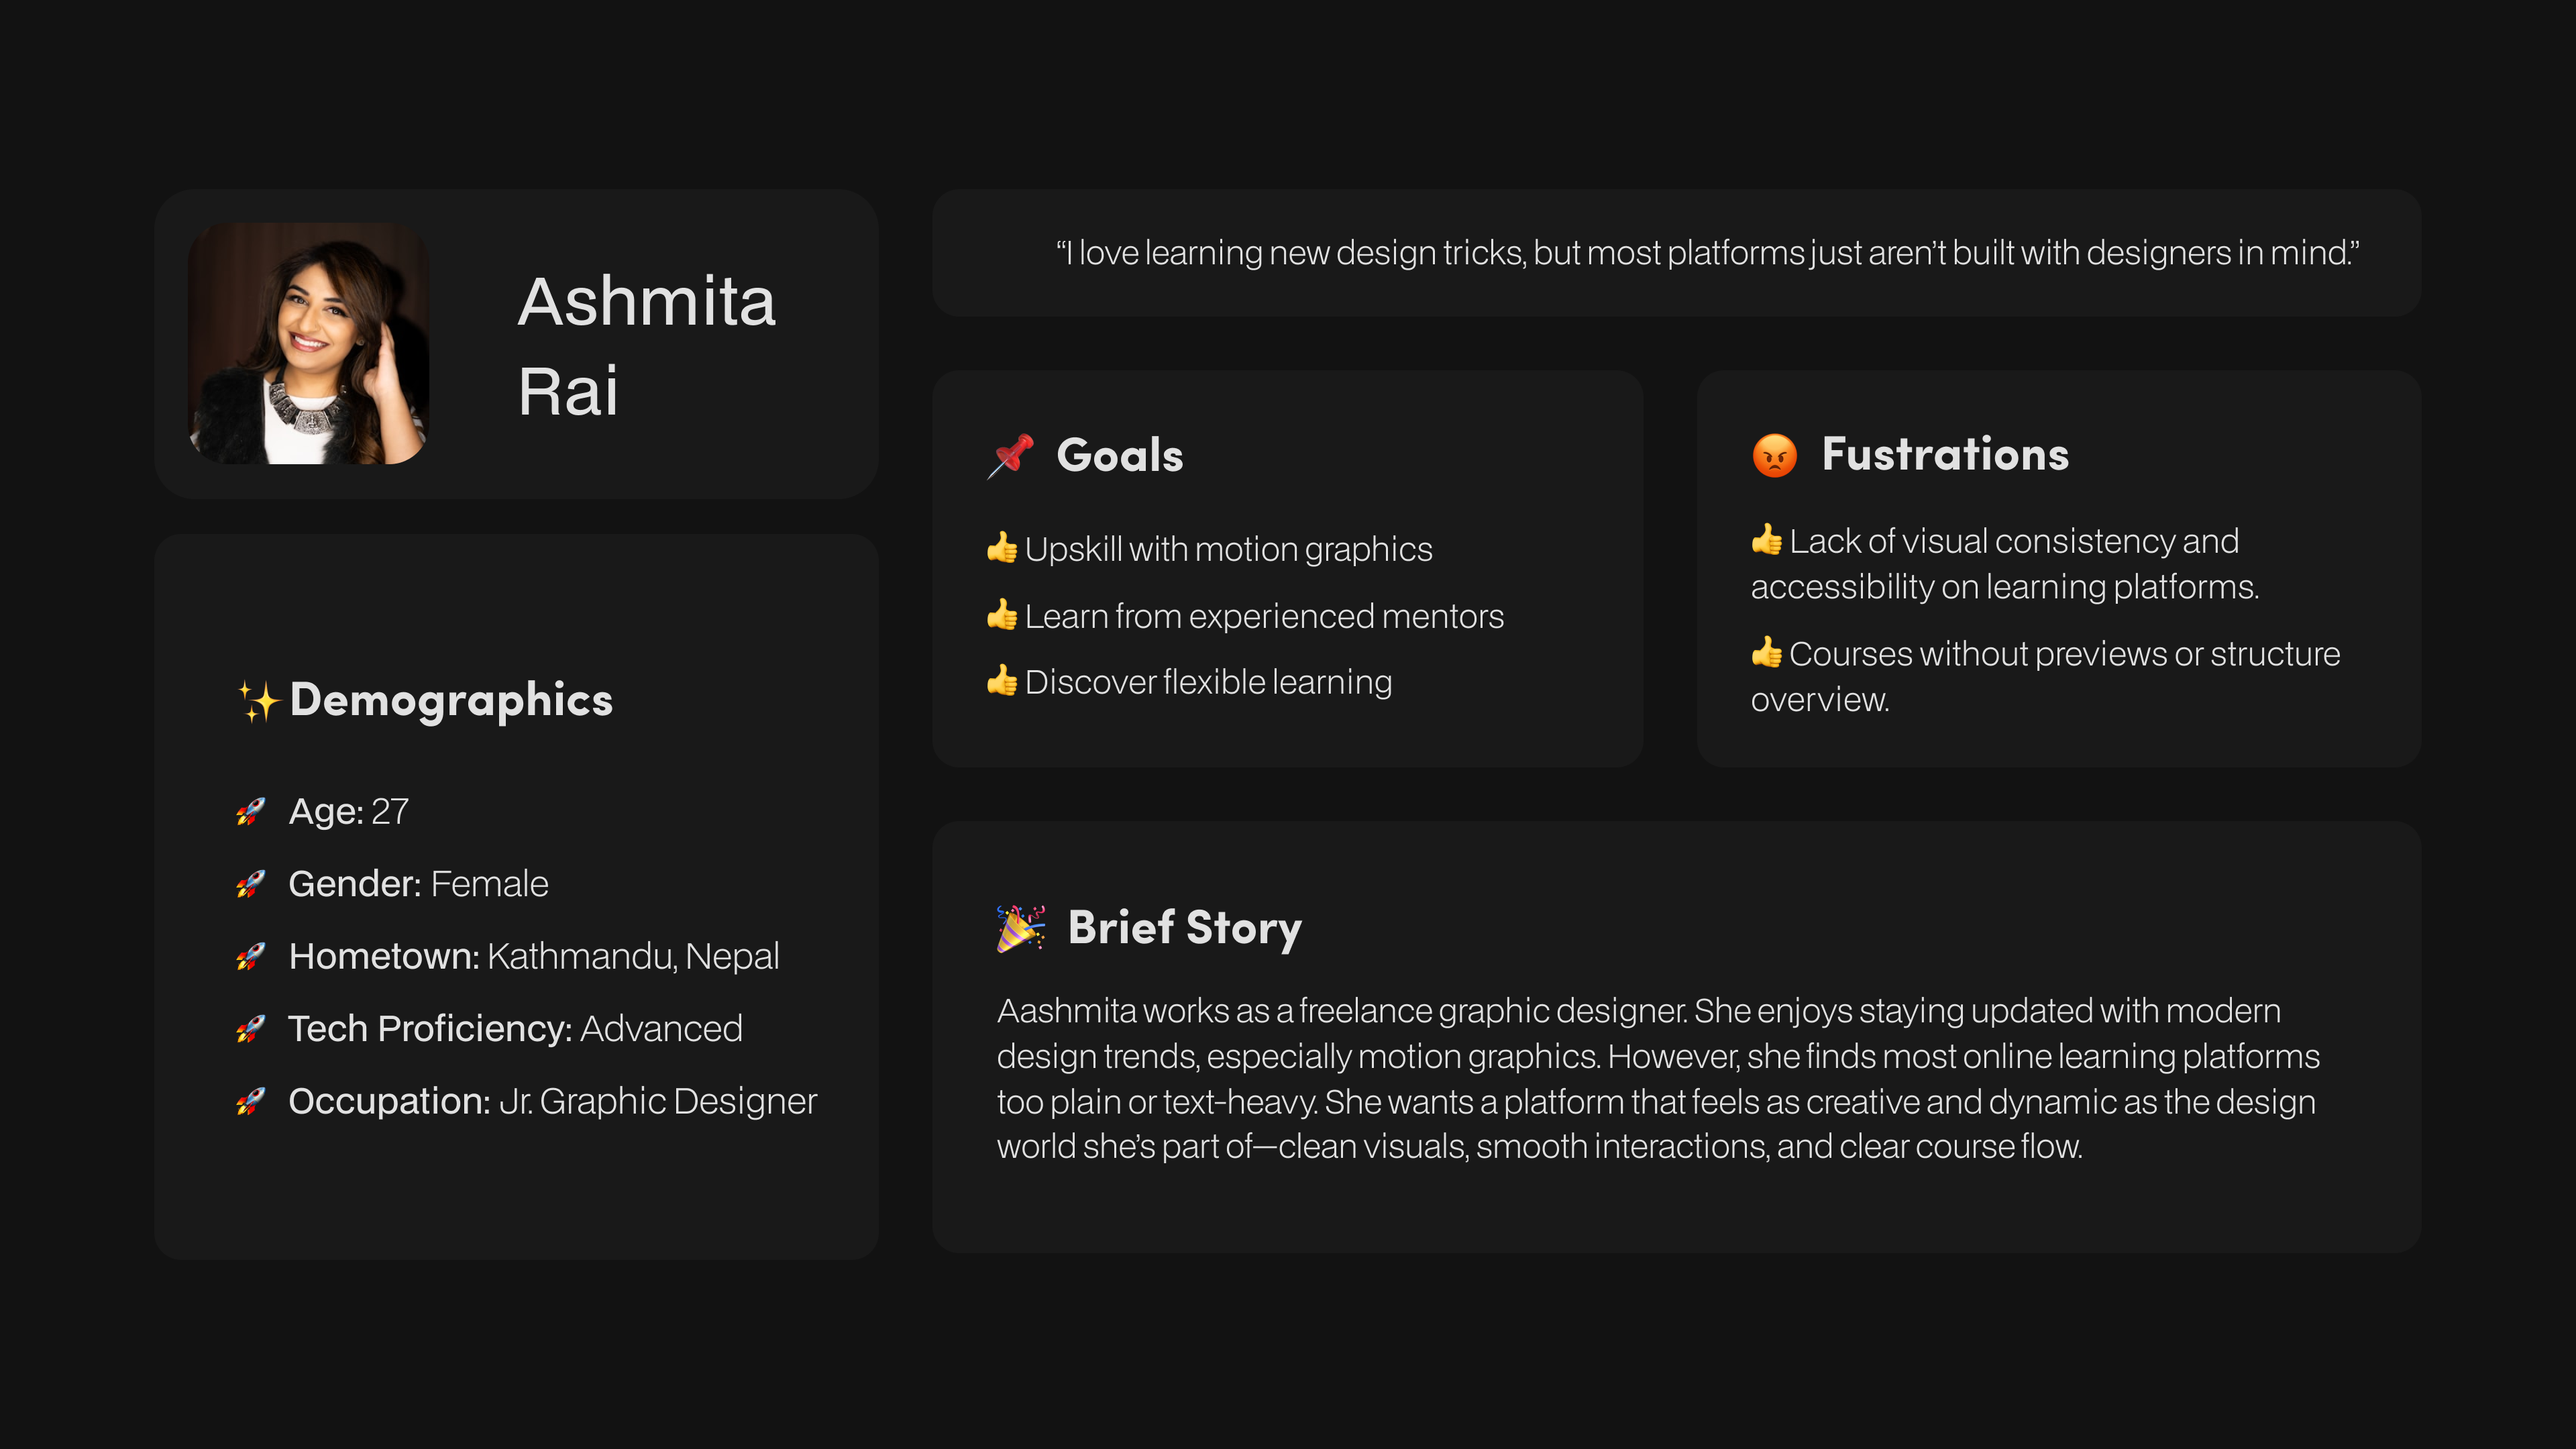 Ashmita
Rai
✨Demographics
🚀 Age: 27
🚀 Gender: Female
🚀 Hometown: Kathmandu, Nepal
🚀 Tech Proficiency: Advanced
🚀 Occupation: Jr. Graphic Designer
“I love learning new design tricks, but most platforms just aren’t built with designers in mind.”
📌 Goals
👍 Upskill with motion graphics
👍 Learn from experienced mentors
👍 Discover flexible learning
😡 Fustrations
👍 Lack of visual consistency and
accessibility on learning platforms.
👍 Courses without previews or structure
overview.
🎉 Brief Story
Aashmita works as a freelance graphic designer. She enjoys staying updated with modern
design trends, especially motion graphics. However, she finds most online learning platforms
too plain or text-heavy. She wants a platform that feels as creative and dynamic as the design
world she’s part of—clean visuals, smooth interactions, and clear course flow.